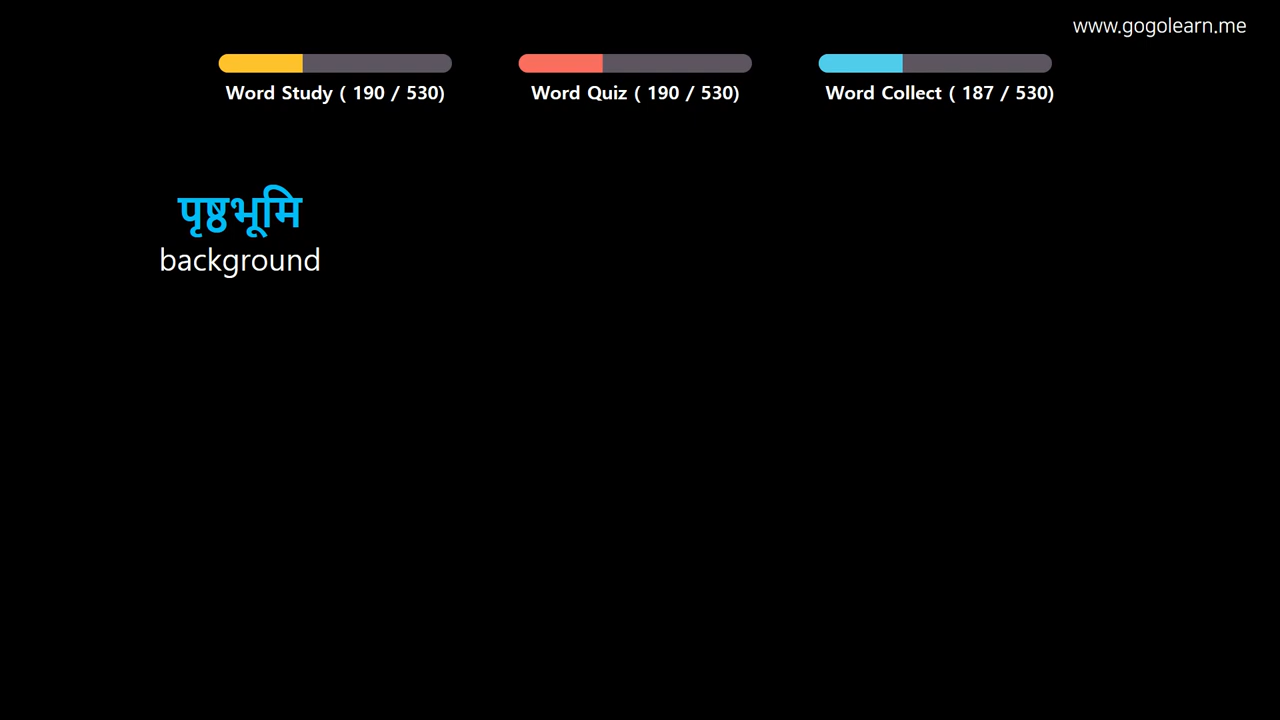 www.gogolearn.me
Word Study ( 190 / 530)
Word Quiz ( 190 / 530)
Word Collect ( 187 / 530)
पृष्ठभूमि
background